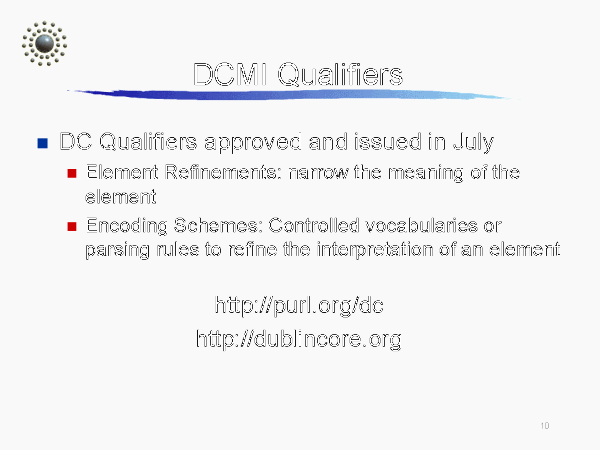 DCMI Qualifiers
DC Qualifiers approved and issued in July
Element Refinements: narrow the meaning of the
element
Encoding Schemes: Controlled vocabularies or
parsing rules to refine the interpretation of an element
http://purl.org/dc
http://dublincore.org
10